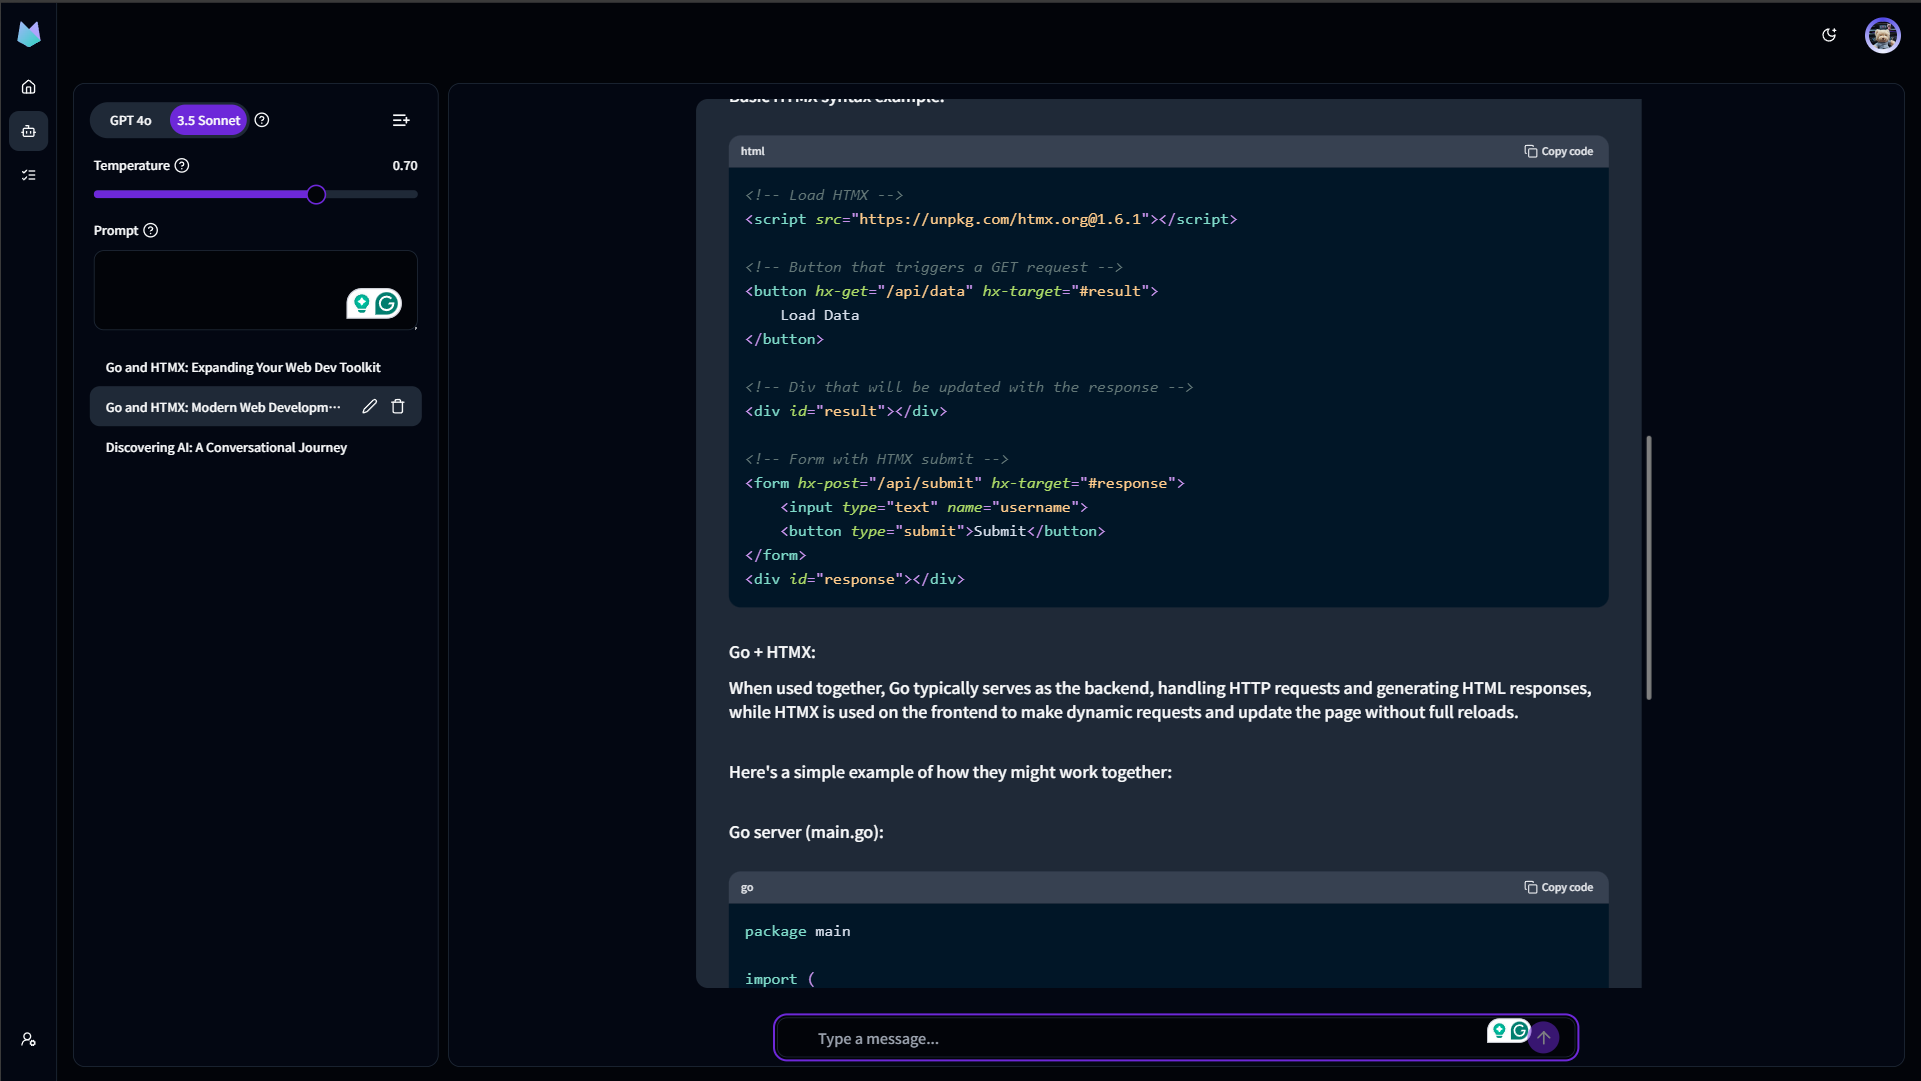 GPT 4o
3.5 Sonnet
Temperature
0.70
Prompt
Go and HTMX: Expanding Your Web Dev Toolkit
Go and HTMX: Modern Web Developm···
Discovering AI: A Conversational Journey
Basic HTMX syntax example:
html
Copy code
<!-- Load HTMX -->
<script src="https://unpkg.com/htmx.org@1.6.1"></script>
<!-- Button that triggers a GET request -->
<button hx-get="/api/data" hx-target="#result">
Load Data
</button>
<!-- Div that will be updated with the response -->
<div id="result"></div>
<!-- Form with HTMX submit -->
<form hx-post="/api/submit" hx-target="#response">
<input type="text" name="username">
<button type="submit">Submit</button>
</form>
<div id="response"></div>
Go + HTMX:
When used together, Go typically serves as the backend, handling HTTP requests and generating HTML responses,
while HTMX is used on the frontend to make dynamic requests and update the page without full reloads.
Here's a simple example of how they might work together:
Go server (main.go):
go
Copy code
package main
import (
Type a message...